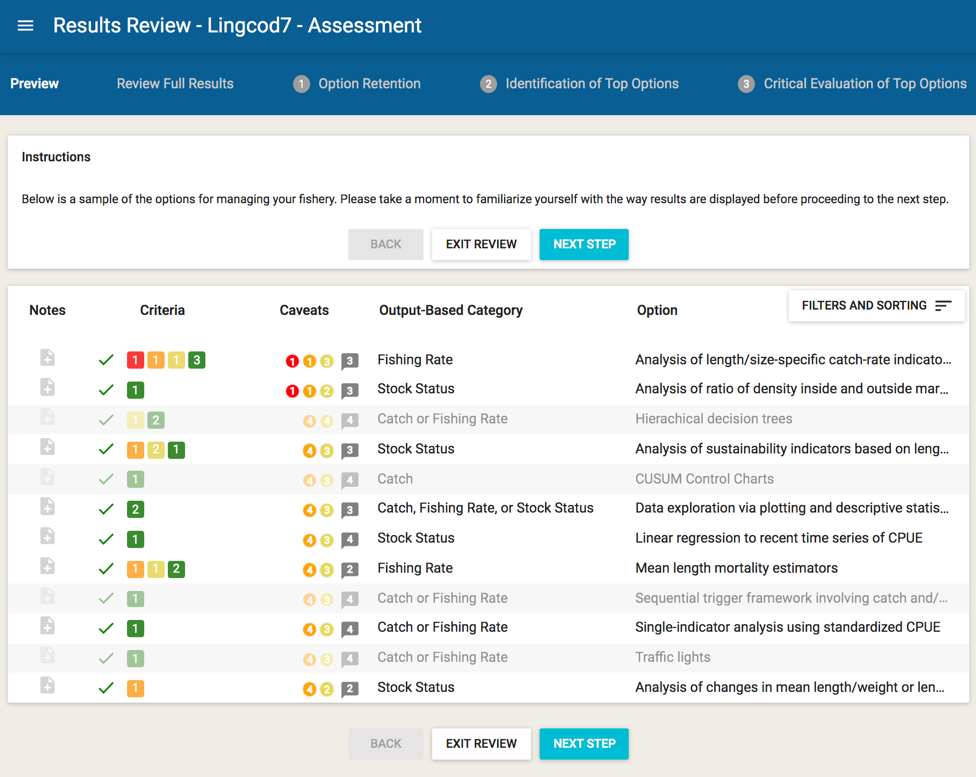 Results Review - Lingcod7 - Assessment
Preview Review Full Results 1 Option Retention 2 Identification of Top Options 3 Critical Evaluation of Top Options
Instructions
Below is a sample of the options for managing your fishery. Please take a moment to familiarize yourself with the way results are displayed before proceeding to the next step.
BACK EXIT REVIEW NEXT STEP
Notes Criteria Caveats Output-Based Category Option FILTERS AND SORTING
1 1 1 3 1 1 3 3 Fishing Rate Analysis of length/size-specific catch-rate indicato...
1 1 1 2 3 Stock Status Analysis of ratio of density inside and outside mar...
1 2 4 4 4 Catch or Fishing Rate Hierachical decision trees
1 2 1 4 3 3 Stock Status Analysis of sustainability indicators based on leng...
1 4 3 4 Catch CUSUM Control Charts
2 4 3 3 Catch, Fishing Rate, or Stock Status Data exploration via plotting and descriptive statis...
1 4 3 4 Stock Status Linear regression to recent time series of CPUE
1 1 2 4 3 2 Fishing Rate Mean length mortality estimators
1 4 3 4 Catch or Fishing Rate Sequential trigger framework involving catch and/...
1 4 3 4 Catch or Fishing Rate Single-indicator analysis using standardized CPUE
1 4 3 4 Catch or Fishing Rate Traffic lights
1 4 2 2 Stock Status Analysis of changes in mean length/weight or len...
BACK EXIT REVIEW NEXT STEP